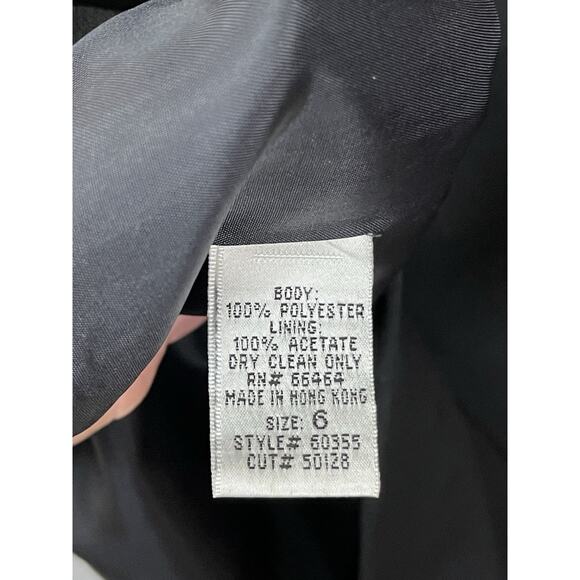 BODY:
100% POLYESTER
LINING:
100% ACETATE
DRY CLEAN ONLY
RN# 66464
MADE IN HONG KONG
SIZE: 6
STYLE# 60355
CUT# 50128